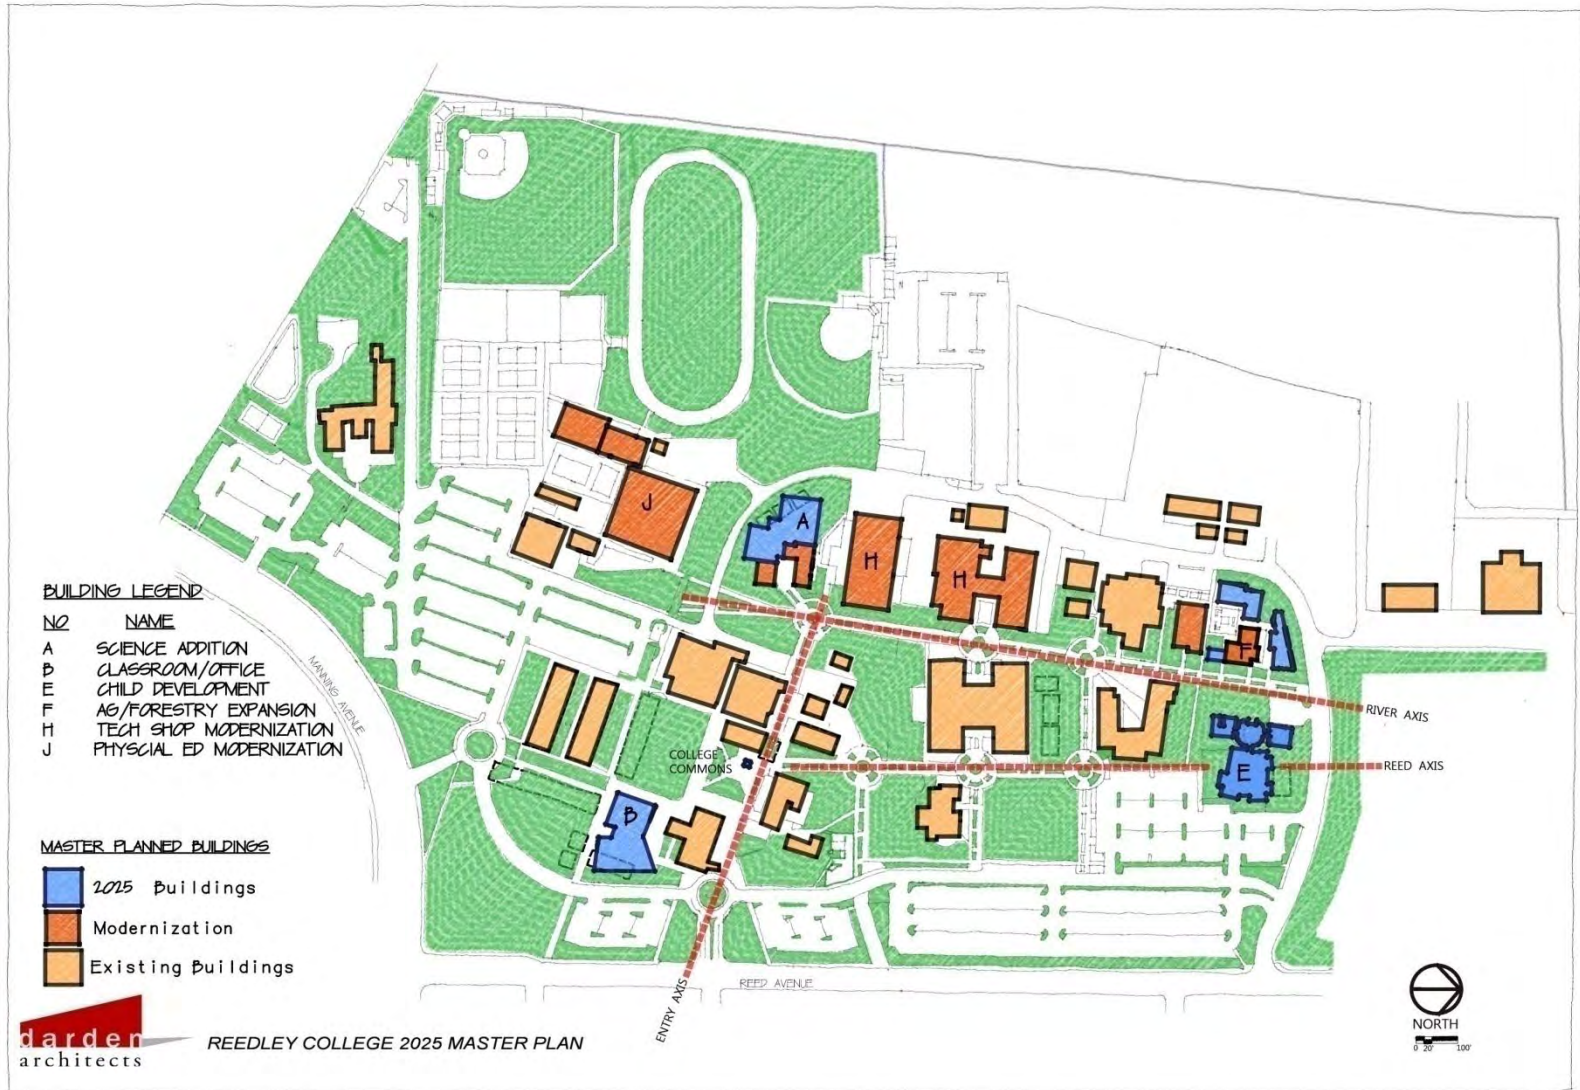 BUILDING LEGEND
NO NAME
A SCIENCE ADDITION
B CLASSROOM/OFFICE
E CHILD DEVELOPMENT
F AG/FORESTRY EXPANSION
H TECH SHOP MODERNIZATION
J PHYSCIAL ED MODERNIZATION
MASTER PLANNED BUILDINGS
2025 Buildings
Modernization
Existing Buildings
darden
architects
REEDLEY COLLEGE 2025 MASTER PLAN
MANNING AVENUE
J
A
H
H
F
E
B
COLLEGE
COMMONS
RIVER AXIS
REED AXIS
ENTRY AXIS
REED AVENUE
NORTH
0 20' 100'